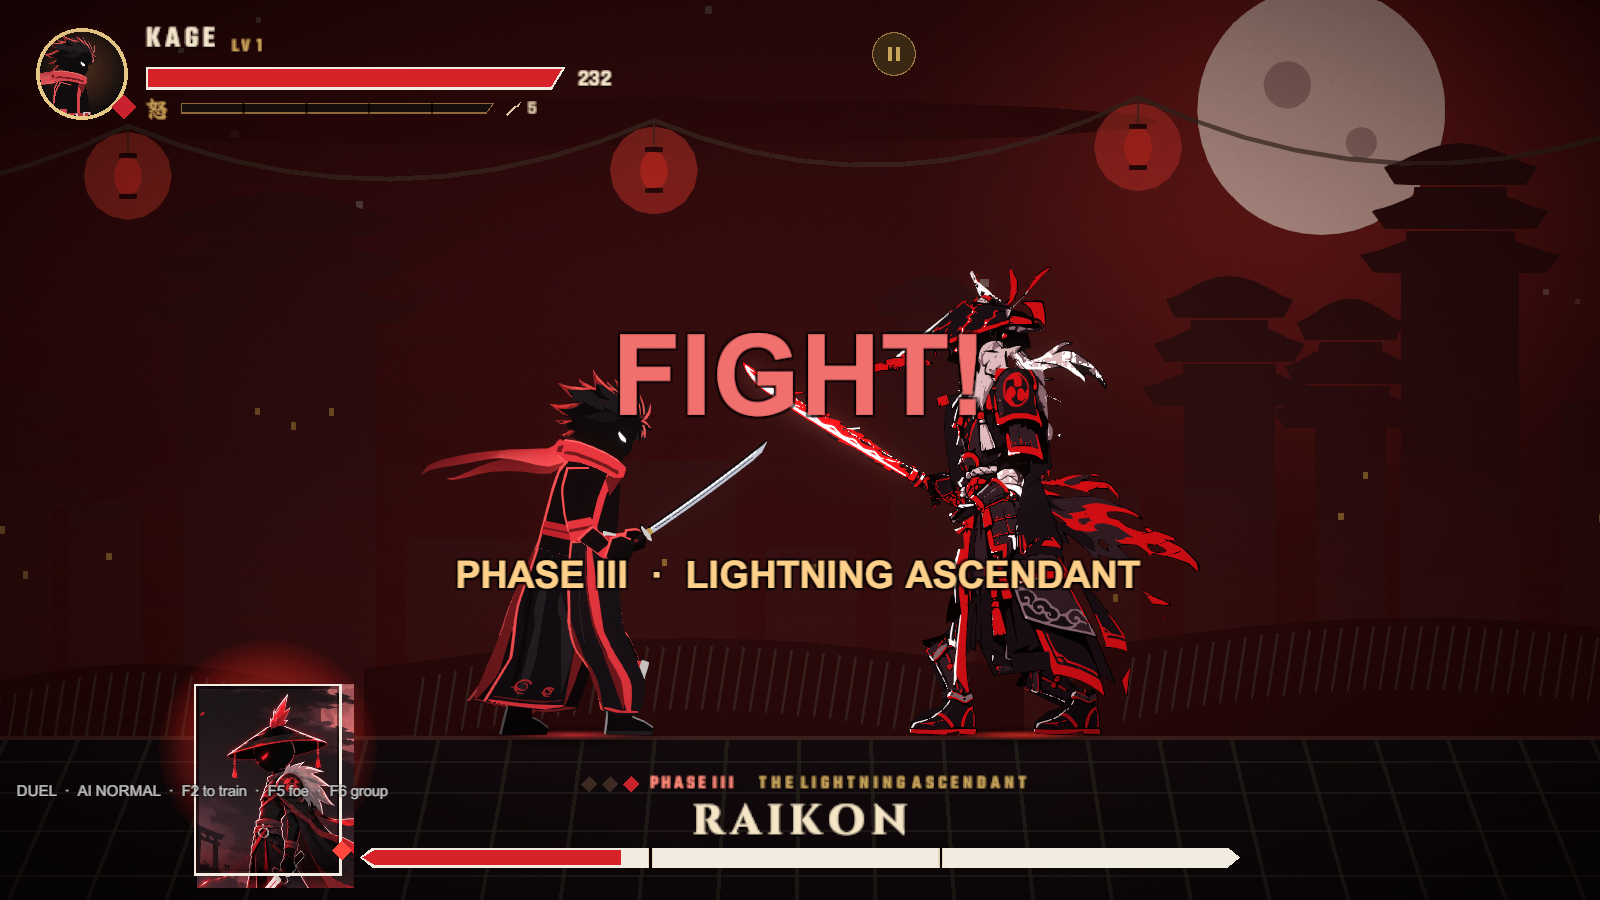 KAGE LV 1
232
怒 5
FIGHT!
PHASE III · LIGHTNING ASCENDANT
DUEL · AI NORMAL · F2 to train · F5 foe · F6 group
PHASE III THE LIGHTNING ASCENDANT
RAIKON